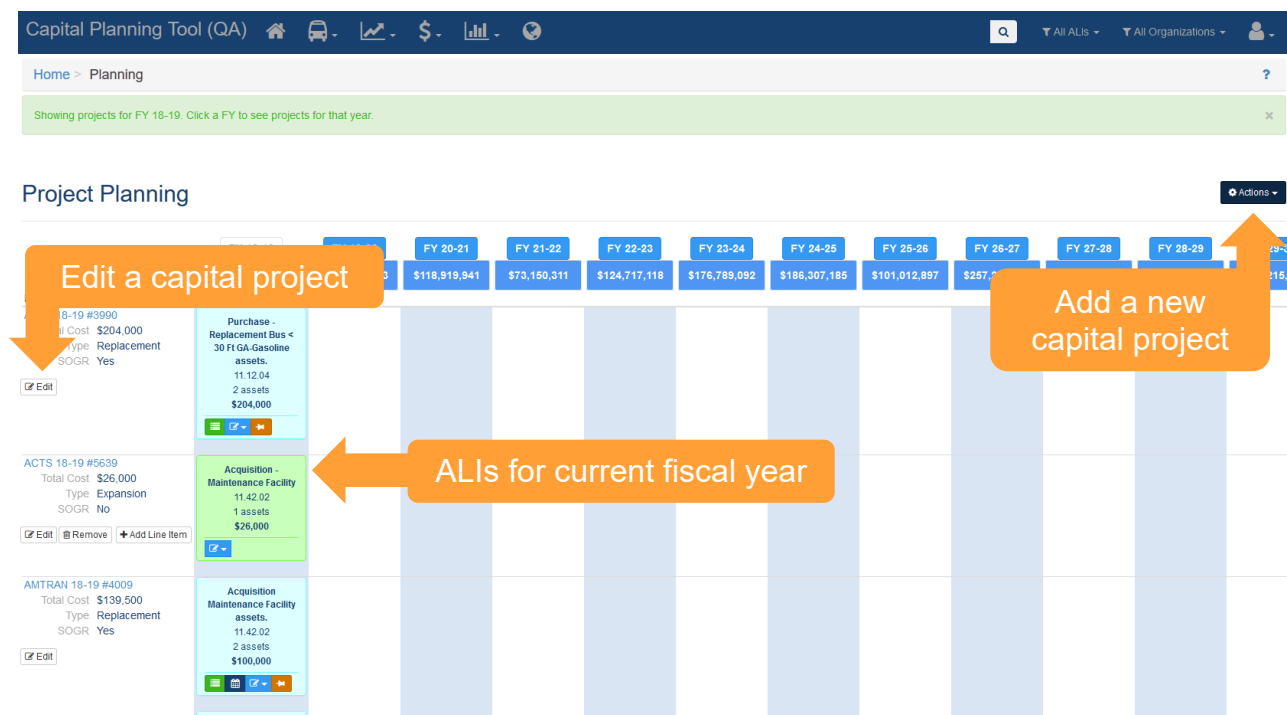 Capital Planning Tool (QA)
All ALIs
All Organizations
Home > Planning
?
Showing projects for FY 18-19. Click a FY to see projects for that year.
×
Project Planning
Actions
FY 20-21 FY 21-22 FY 22-23 FY 23-24 FY 24-25 FY 25-26 FY 26-27 FY 27-28 FY 28-29
$118,919,941 $73,150,311 $124,717,118 $176,789,092 $186,307,185 $101,012,897
Edit a capital project
Add a new
capital project
18-19 #3990
Cost $204,000
Type Replacement
SOGR Yes
Edit
Purchase -
Replacement Bus <
30 Ft GA-Gasoline
assets.
11.12.04
2 assets
$204,000
ALIs for current fiscal year
ACTS 18-19 #5639
Total Cost $26,000
Type Expansion
SOGR No
Edit Remove Add Line Item
Acquisition -
Maintenance Facility
11.42.02
1 assets
$26,000
AMTRAN 18-19 #4009
Total Cost $139,500
Type Replacement
SOGR Yes
Edit
Acquisition
Maintenance Facility
assets.
11.42.02
2 assets
$100,000